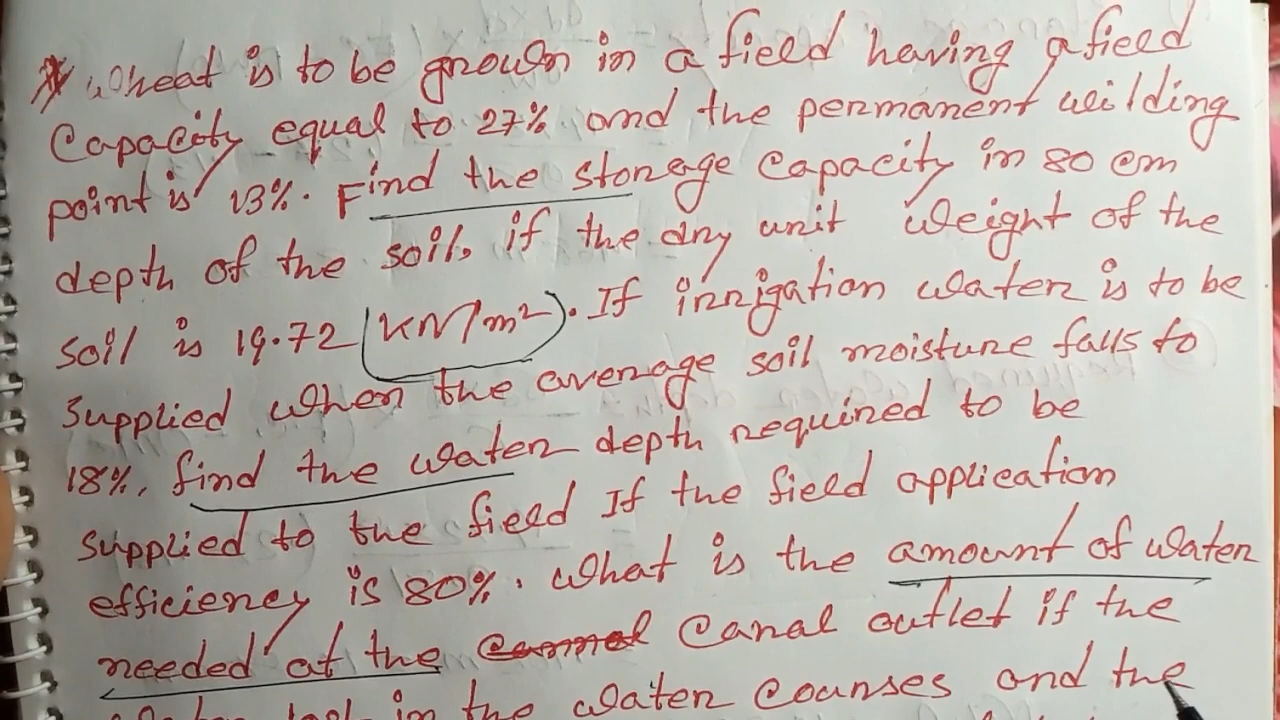 wheat is to be grown in a field having a field
capacity equal to 27% and the permanent wilding
point is 13%. Find the storage capacity in 80 cm
depth of the soil, if the dry unit weight of the
soil is 19.72 (KN/m²). If irrigation water is to be
supplied when the average soil moisture falls to
18%, find the water depth required to be
supplied to the field If the field application
efficiency is 80%. What is the amount of water
needed at the canal outlet if the
in the water courses and the